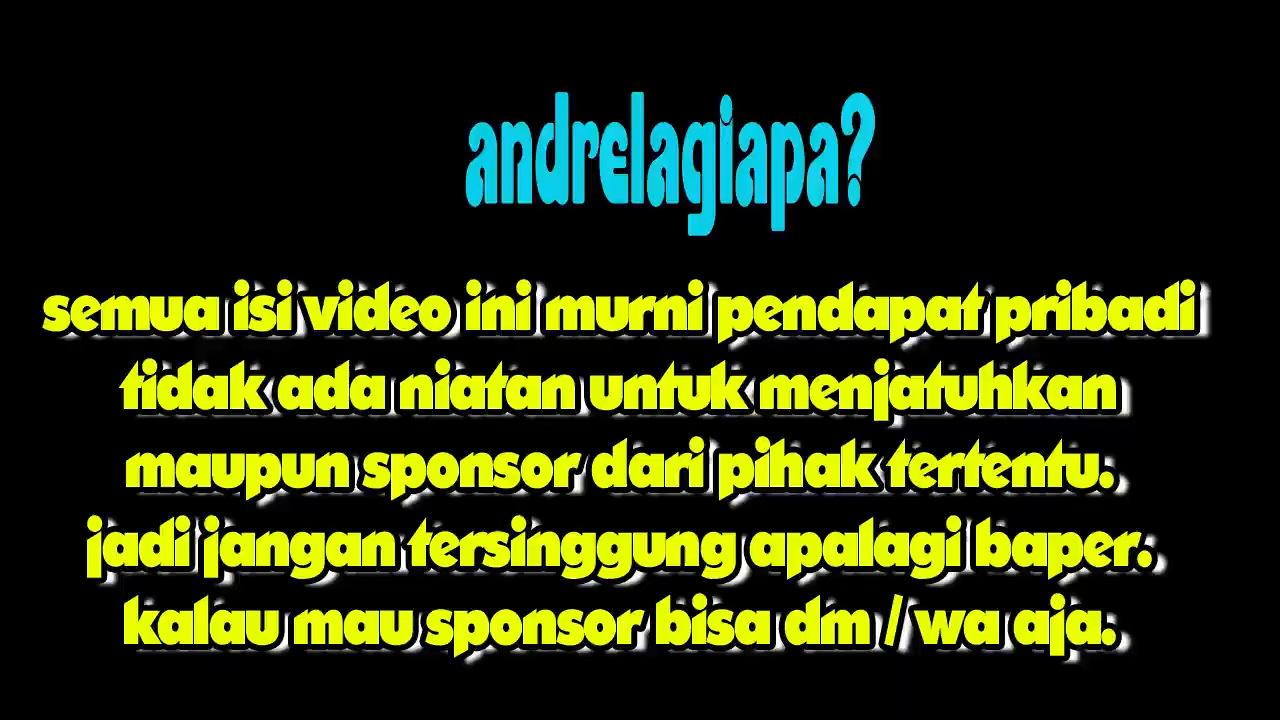 andrelagiapa?
semua isi video ini murni pendapat pribadi
tidak ada niatan untuk menjatuhkan
maupun sponsor dari pihak tertentu.
jadi jangan tersinggung apalagi baper.
kalau mau sponsor bisa dm / wa aja.